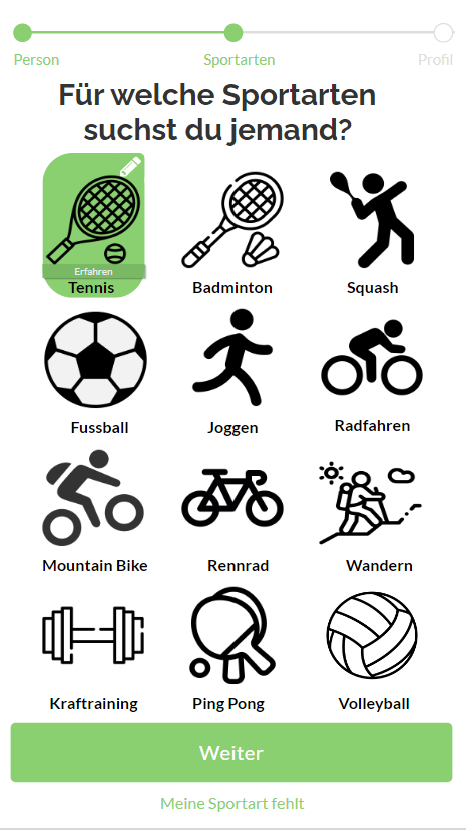 Person Sportarten Profil
Für welche Sportarten
suchst du jemand?
Erfahren
Tennis Badminton Squash
Fussball Joggen Radfahren
Mountain Bike Rennrad Wandern
Kraftraining Ping Pong Volleyball
Weiter
Meine Sportart fehlt